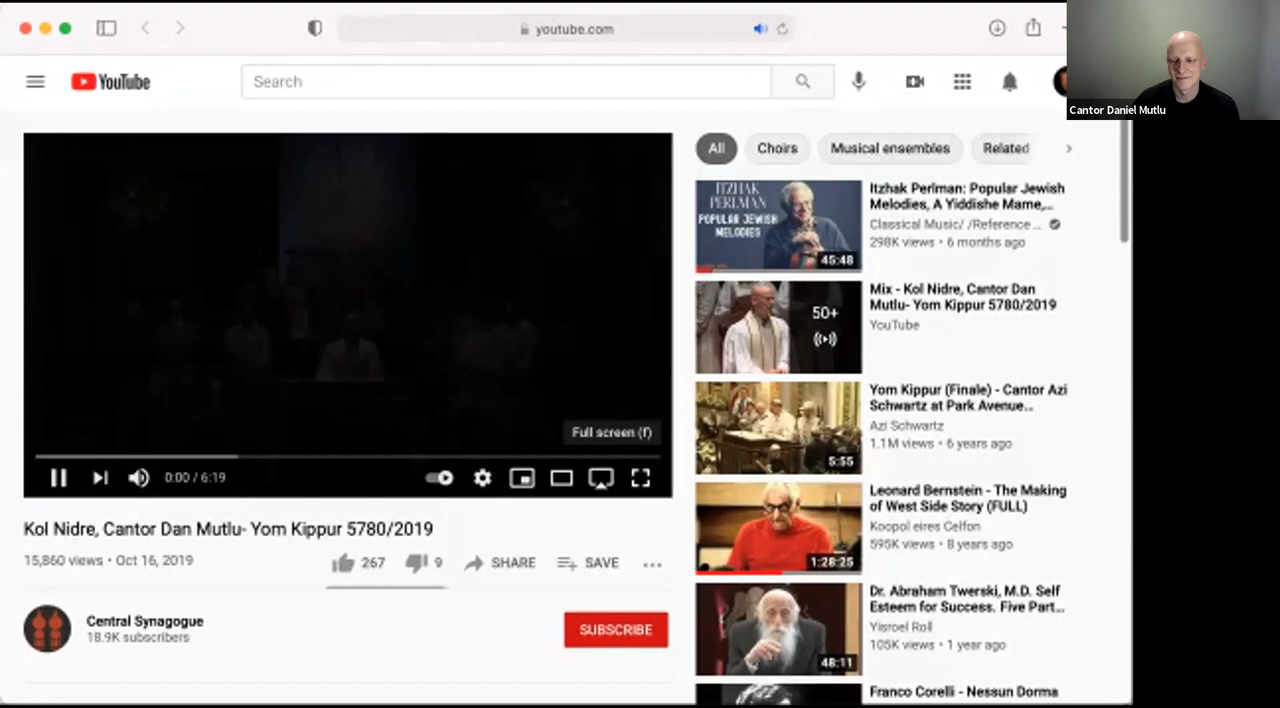 youtube.com
YouTube
Search
Cantor Daniel Mutlu
Full screen (f)
0:00 / 6:19
Kol Nidre, Cantor Dan Mutlu- Yom Kippur 5780/2019
15,860 views • Oct 16, 2019
267
9
SHARE
SAVE
Central Synagogue
18.9K subscribers
SUBSCRIBE
All
Choirs
Musical ensembles
Related
ITZHAK
PERLMAN
POPULAR JEWISH
MELODIES
45:48
Itzhak Perlman: Popular Jewish
Melodies, A Yiddishe Mame,...
Classical Music/ /Reference ...
298K views • 6 months ago
50+
Mix - Kol Nidre, Cantor Dan
Mutlu- Yom Kippur 5780/2019
YouTube
5:55
Yom Kippur (Finale) - Cantor Azi
Schwartz at Park Avenue...
Azi Schwartz
1.1M views • 6 years ago
1:28:25
Leonard Bernstein - The Making
of West Side Story (FULL)
Koopol eires Celfon
595K views • 8 years ago
48:11
Dr. Abraham Twerski, M.D. Self
Esteem for Success. Five Part...
Yisroel Roll
105K views • 1 year ago
Franco Corelli - Nessun Dorma